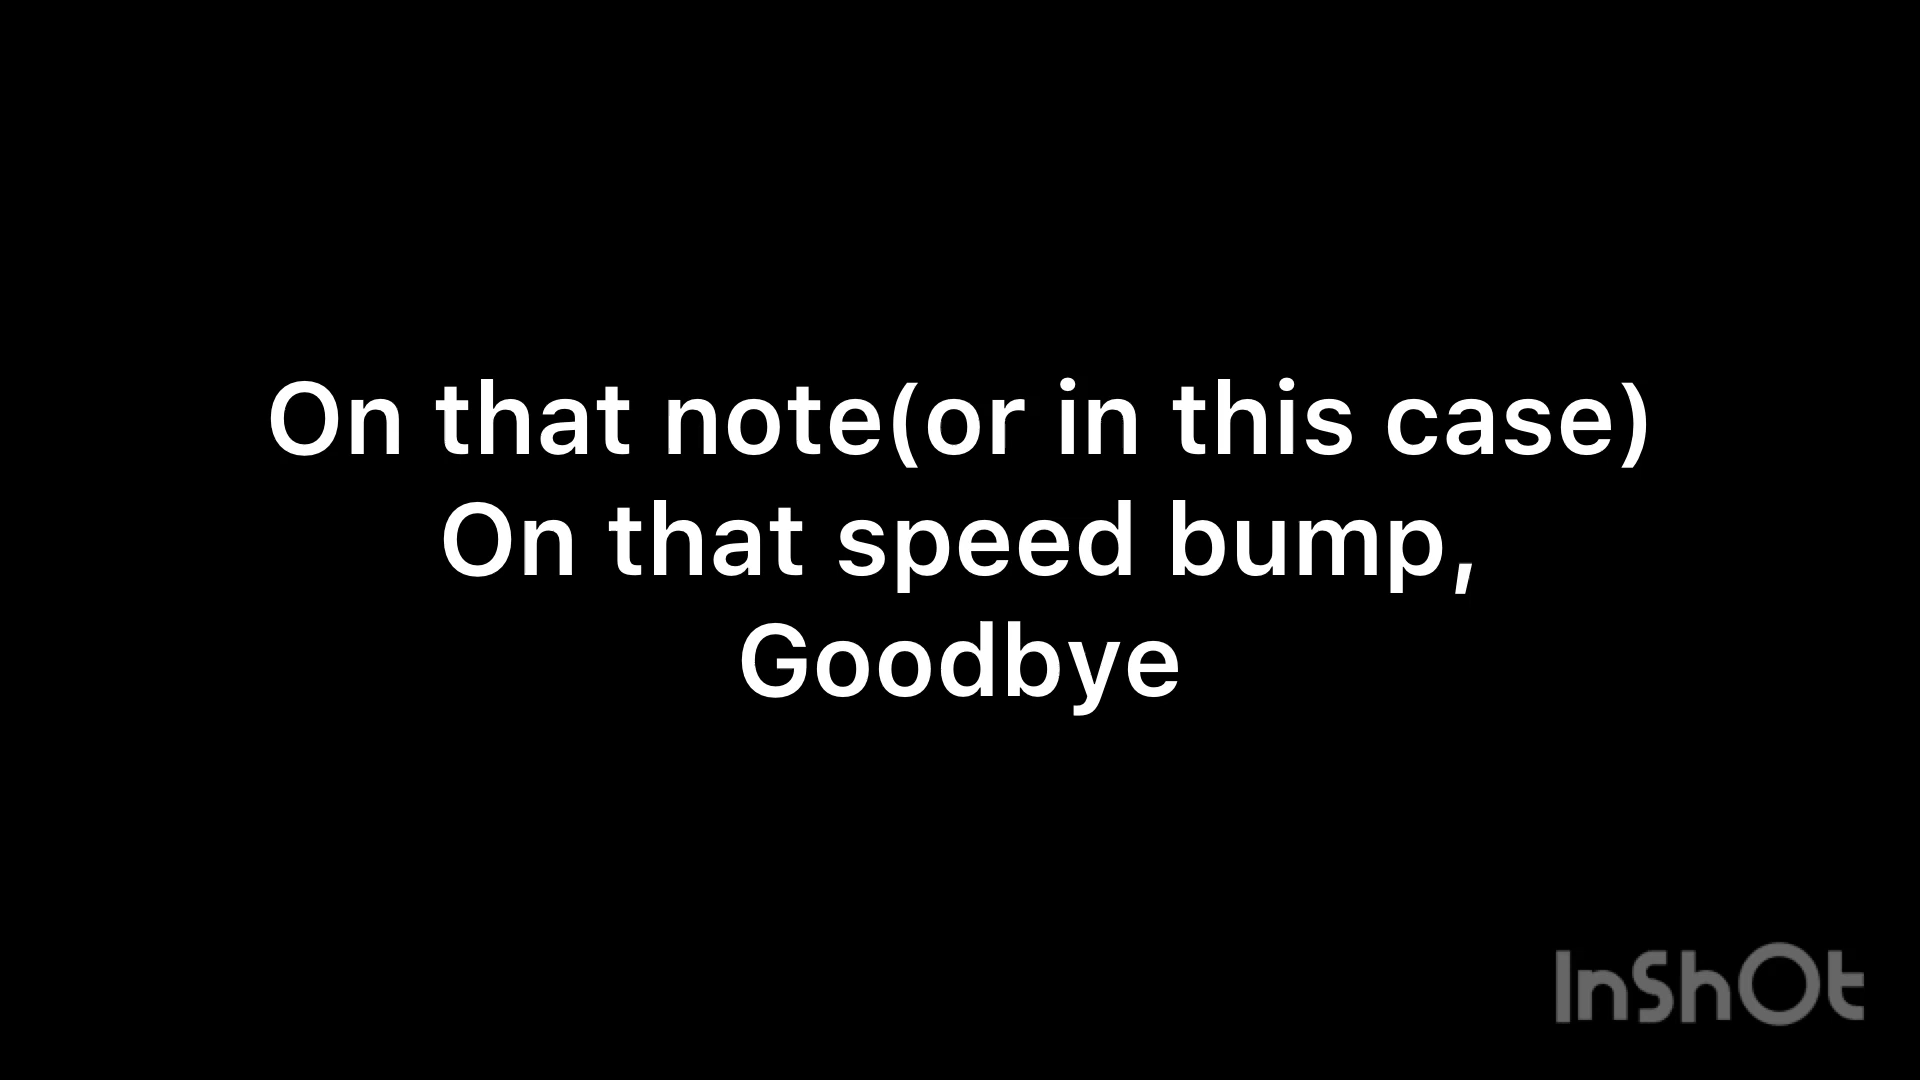 On that note(or in this case)
On that speed bump,
Goodbye
InShOt